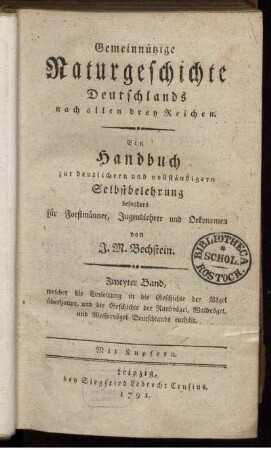 Gemeinnützige
Naturgeschichte
Deutschlands
nach allen drey Reichen.
Ein
Handbuch
zur deutlichern und vollständigern
Selbstbelehrung
besonders
für Forstmänner, Jugendlehrer und Oekonomen
von
J. M. Bechstein.
Zweyter Band,
welcher die Einleitung in die Geschichte der Vögel
überhaupt, und die Geschichte der Raubvögel, Waldvögel,
und Wasservögel Deutschlands enthält.
BIBLIOTHECA
SCHOL.
ROSTOCH.
Mit Kupfern.
Leipzig,
bey Siegfried Lebrecht Crusius.
1791.